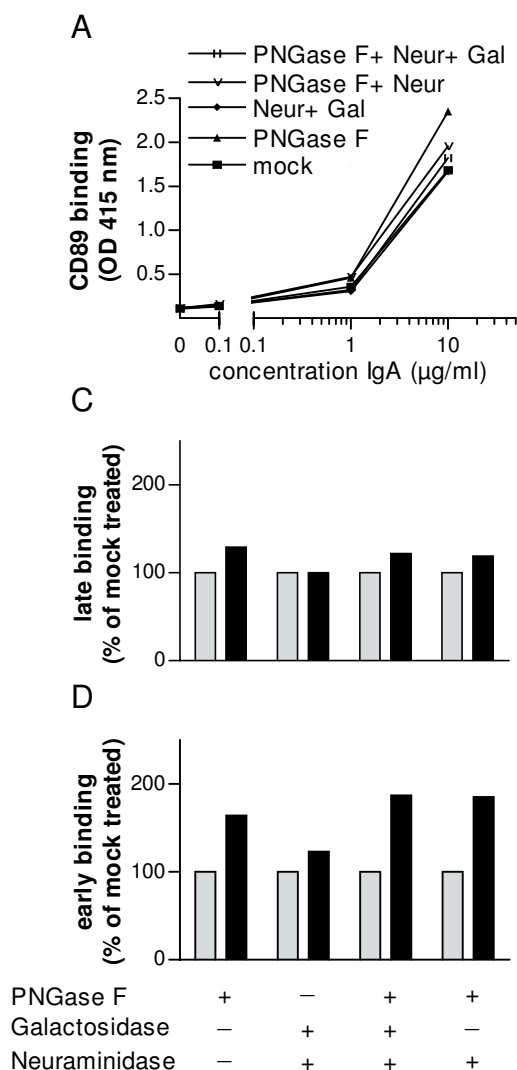 A
PNGase F+ Neur+ Gal
PNGase F+ Neur
Neur+ Gal
PNGase F
mock
CD89 binding
(OD 415 nm)
2.5
2.0
1.5
1.0
0.5
0 0.1 0.1 1 10
concentration IgA (µg/ml)
C
late binding
(% of mock treated)
200
100
0
D
early binding
(% of mock treated)
200
100
0
PNGase F + − + +
Galactosidase − + + −
Neuraminidase − + + +